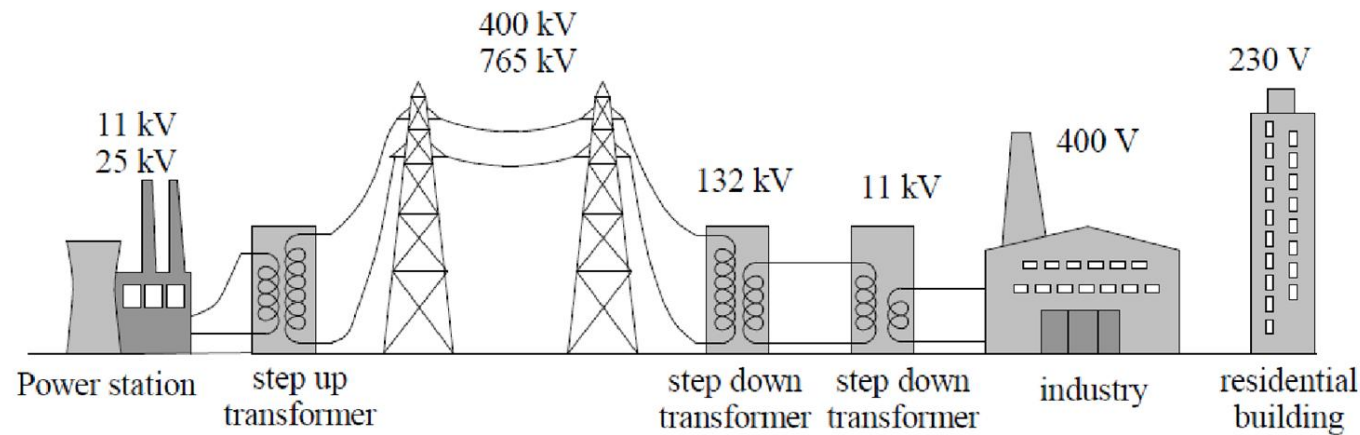 400 kV
765 kV
230 V
11 kV
25 kV
400 V
132 kV
11 kV
Power station
step up
transformer
step down
transformer
step down
transformer
industry
residential
building